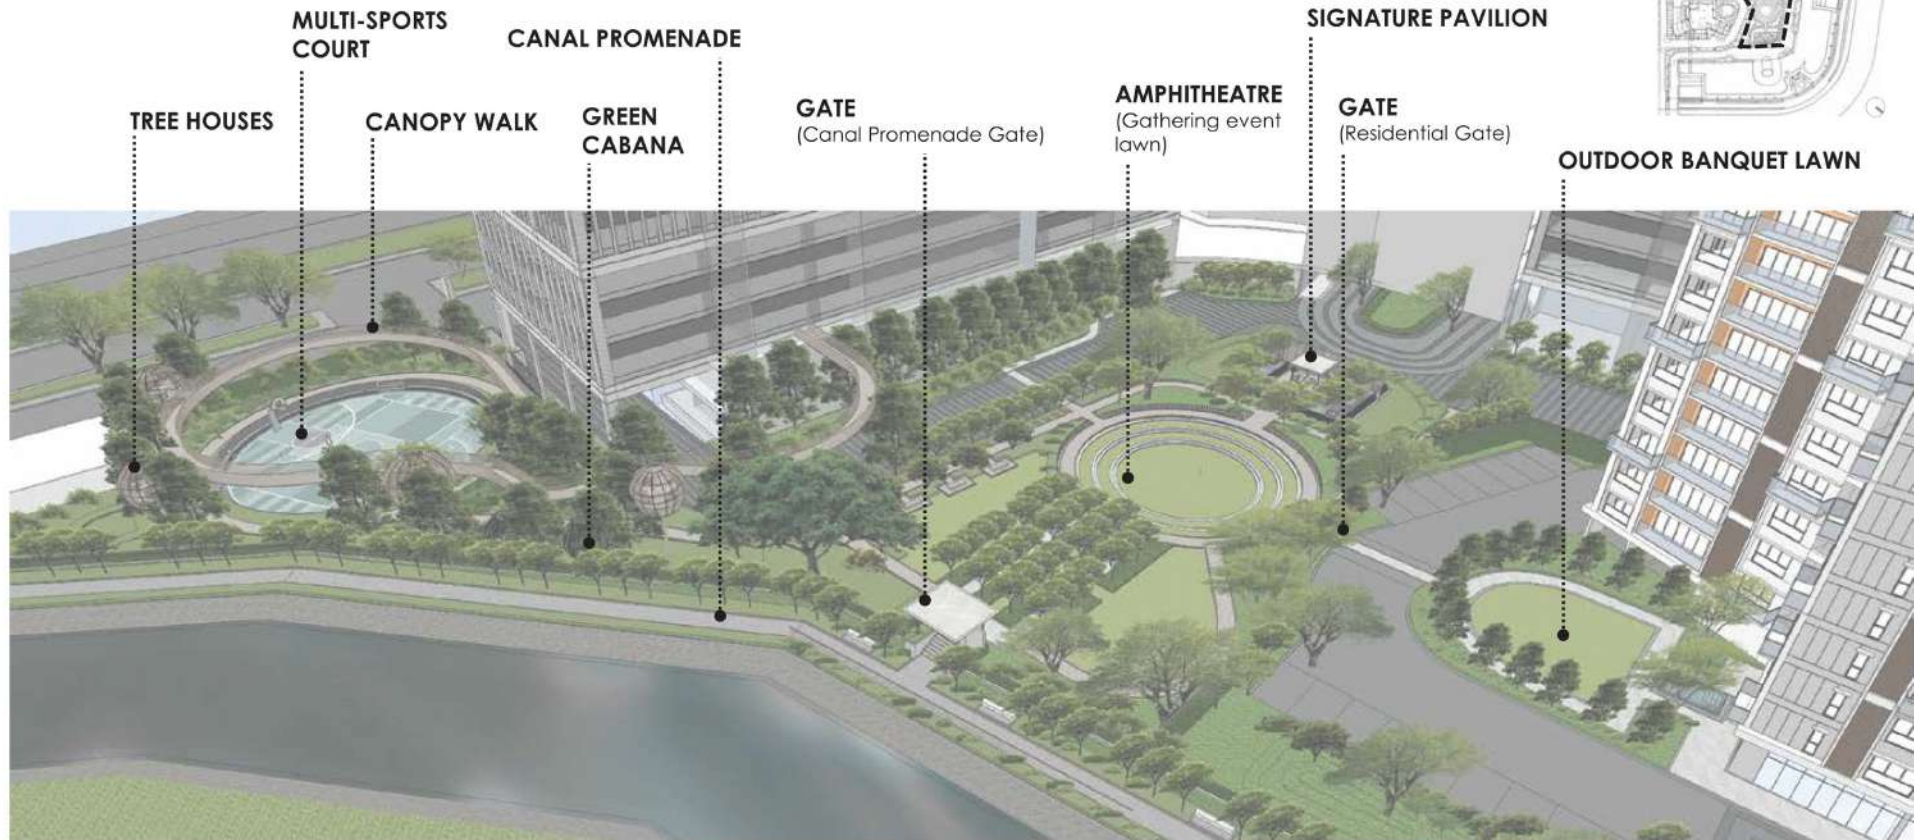 MULTI-SPORTS
COURT
CANAL PROMENADE
SIGNATURE PAVILION
TREE HOUSES
CANOPY WALK
GREEN
CABANA
GATE
(Canal Promenade Gate)
AMPHITHEATRE
(Gathering event
lawn)
GATE
(Residential Gate)
OUTDOOR BANQUET LAWN